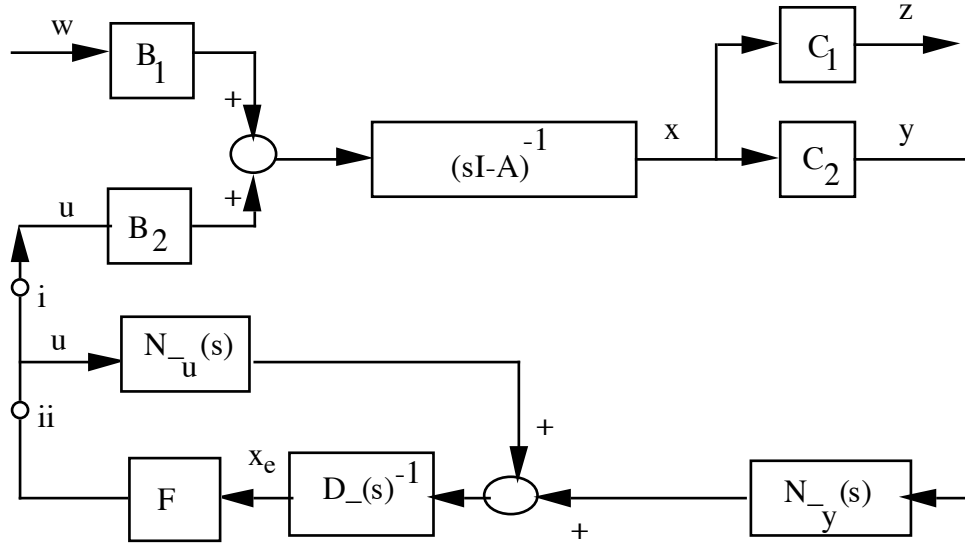 w
B1
+
(sI-A)-1
x
C1
z
C2
y
+
u
B2
i
u
N_u(s)
+
ii
F
xe
D_(s)-1
+
N_y(s)